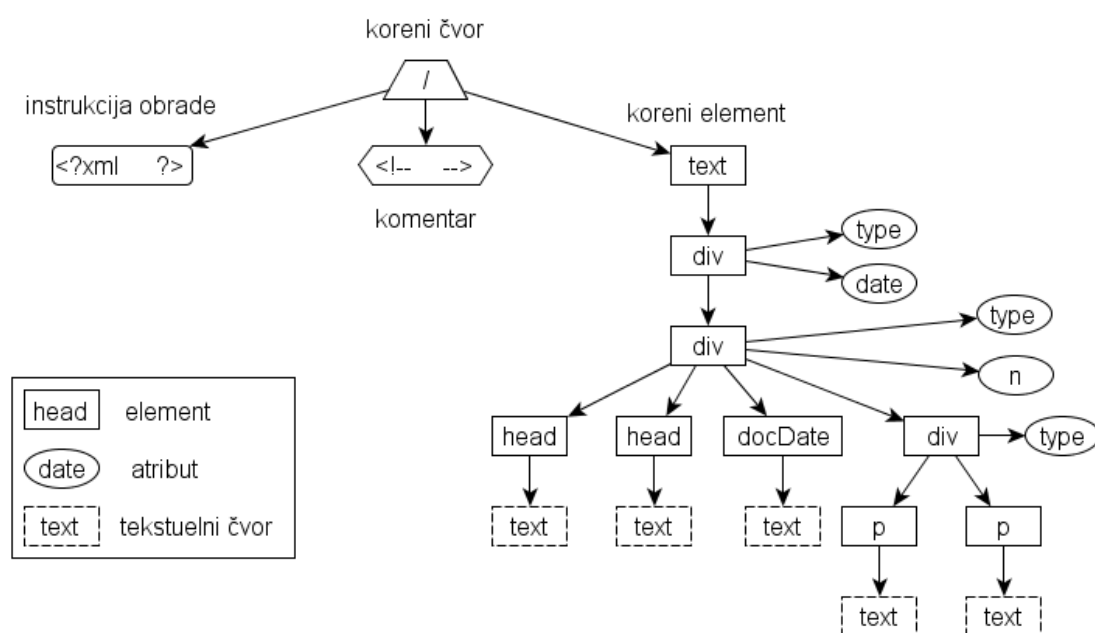 koreni čvor
/
instrukcija obrade
<?xml ?>
<!-- -->
komentar
koreni element
text
div
type
date
div
type
n
head
head
docDate
div
type
text
text
text
p
p
text
text
head element
date atribut
text tekstuelni čvor